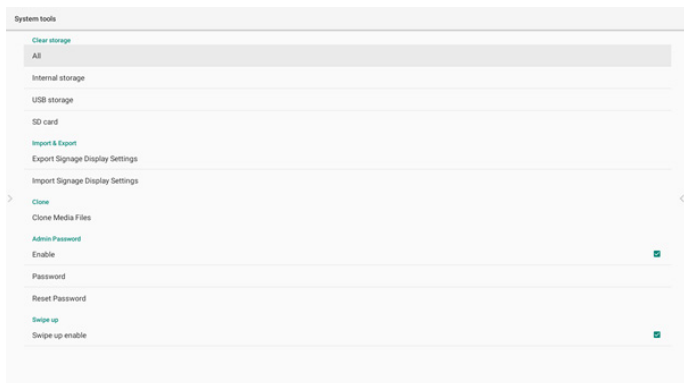 System tools
Clear storage
All
Internal storage
USB storage
SD card
Import & Export
Export Signage Display Settings
Import Signage Display Settings
Clone
Clone Media Files
Admin Password
Enable
Password
Reset Password
Swipe up
Swipe up enable